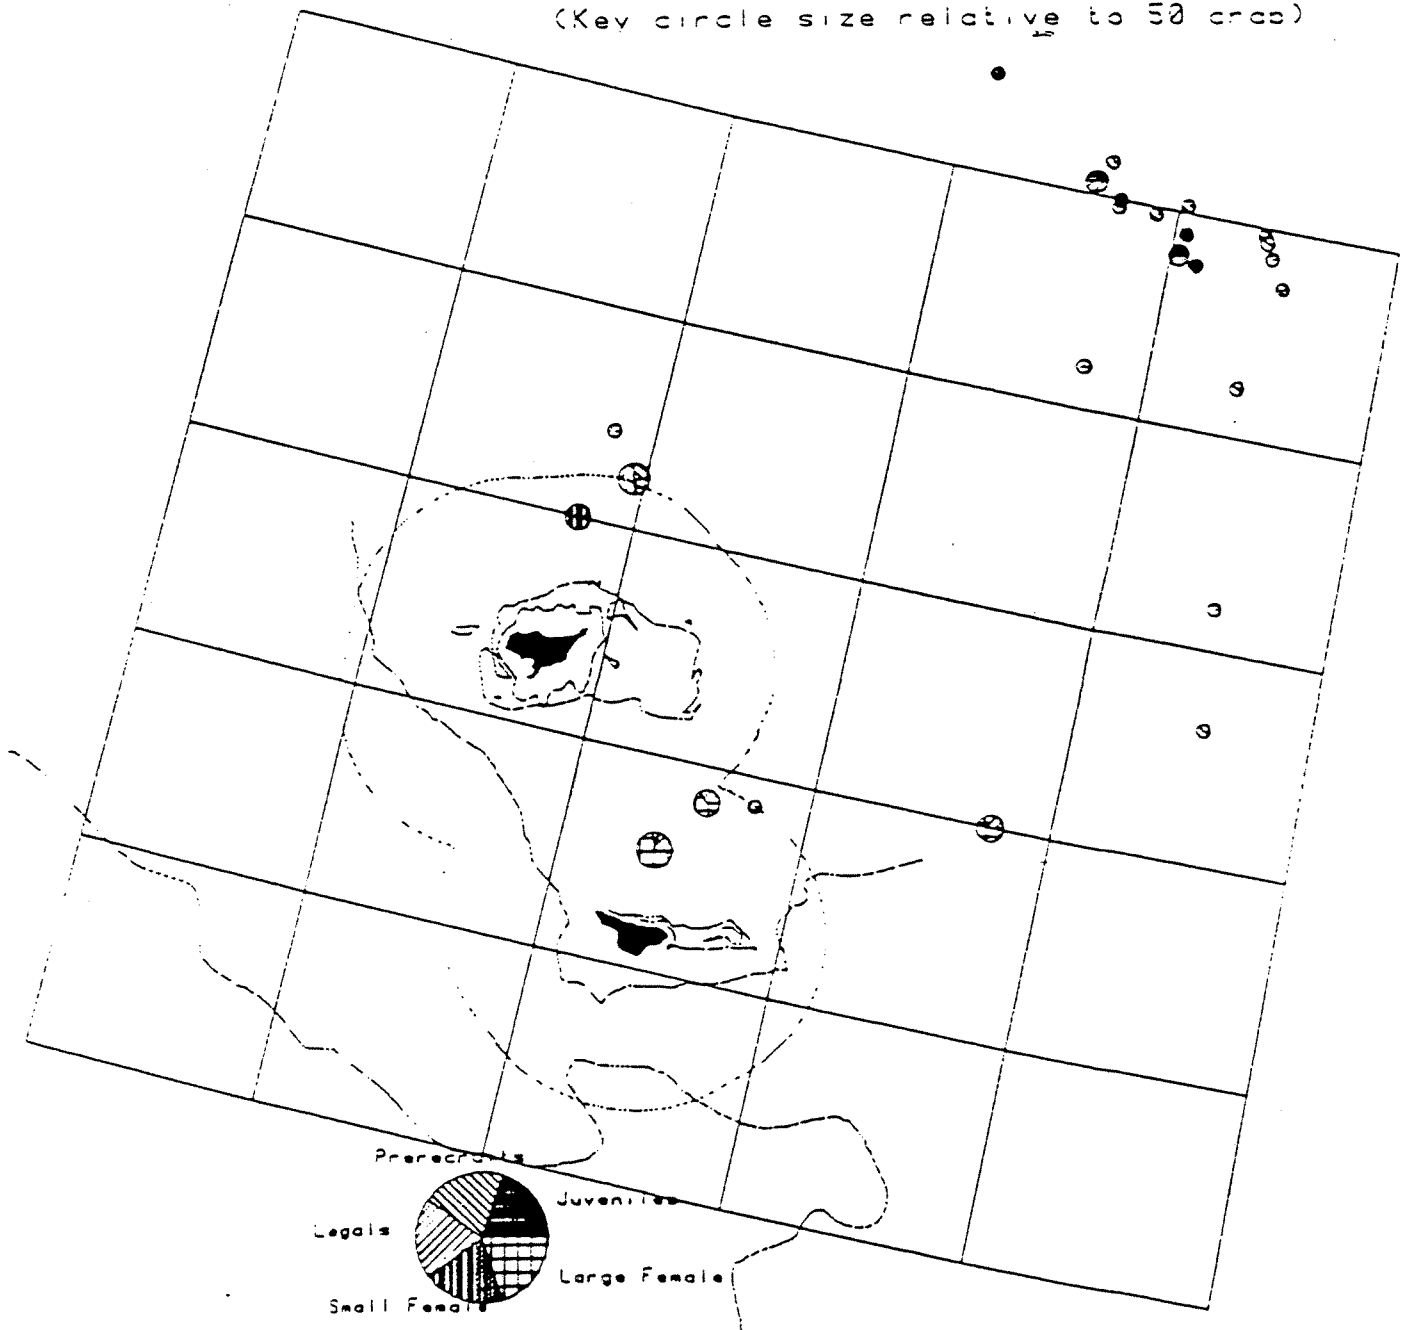 (Key circle size relative to 50 crab)
Prerecruits
Juveniles
Legals
Large Female
Small Female